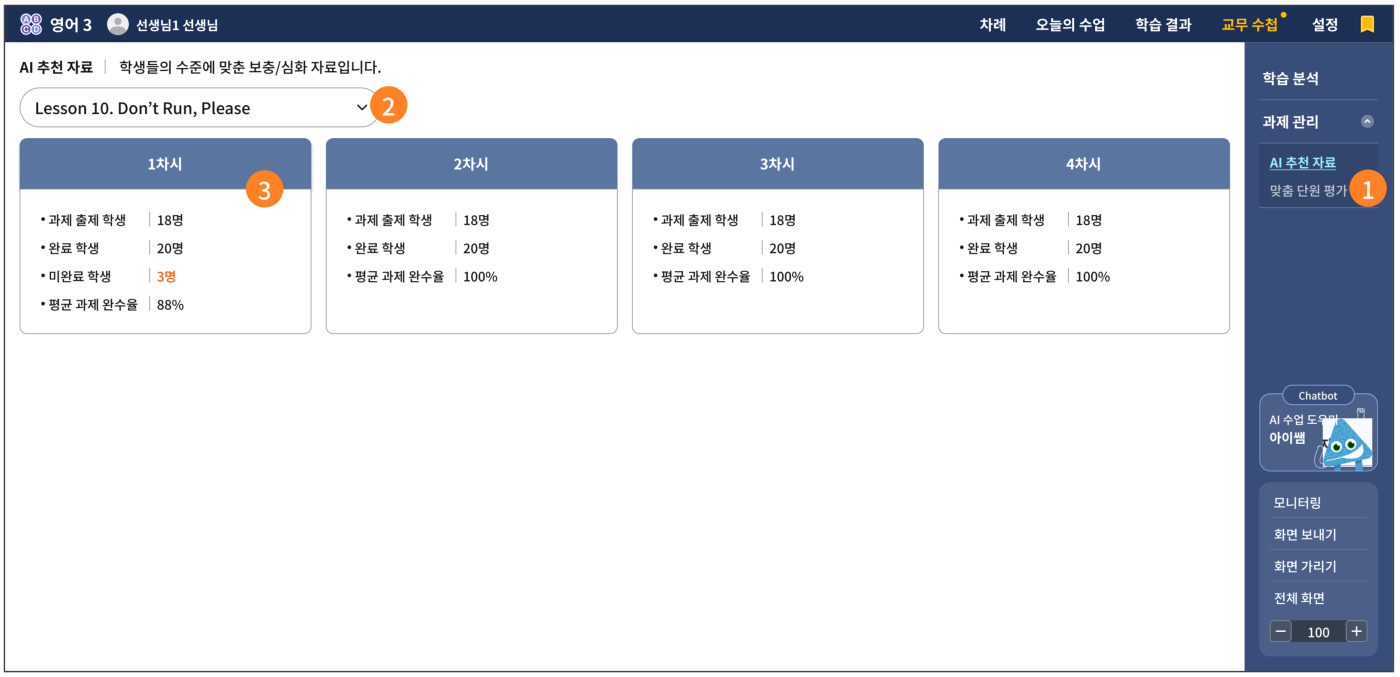 영어 3 선생님1 선생님 차례 오늘의 수업 학습 결과 교무 수첩 설정
AI 추천 자료 학생들의 수준에 맞춘 보충/심화 자료입니다.
Lesson 10. Don't Run, Please
2
1차시
3
• 과제 출제 학생 18명
• 완료 학생 20명
• 미완료 학생 3명
• 평균 과제 완수율 88%
2차시
• 과제 출제 학생 18명
• 완료 학생 20명
• 평균 과제 완수율 100%
3차시
• 과제 출제 학생 18명
• 완료 학생 20명
• 평균 과제 완수율 100%
4차시
• 과제 출제 학생 18명
• 완료 학생 20명
• 평균 과제 완수율 100%
학습 분석
과제 관리
AI 추천 자료
맞춤 단원 평가
1
Chatbot
AI 수업 도우미
아이쌤
모니터링
화면 보내기
화면 가리기
전체 화면
− 100 +